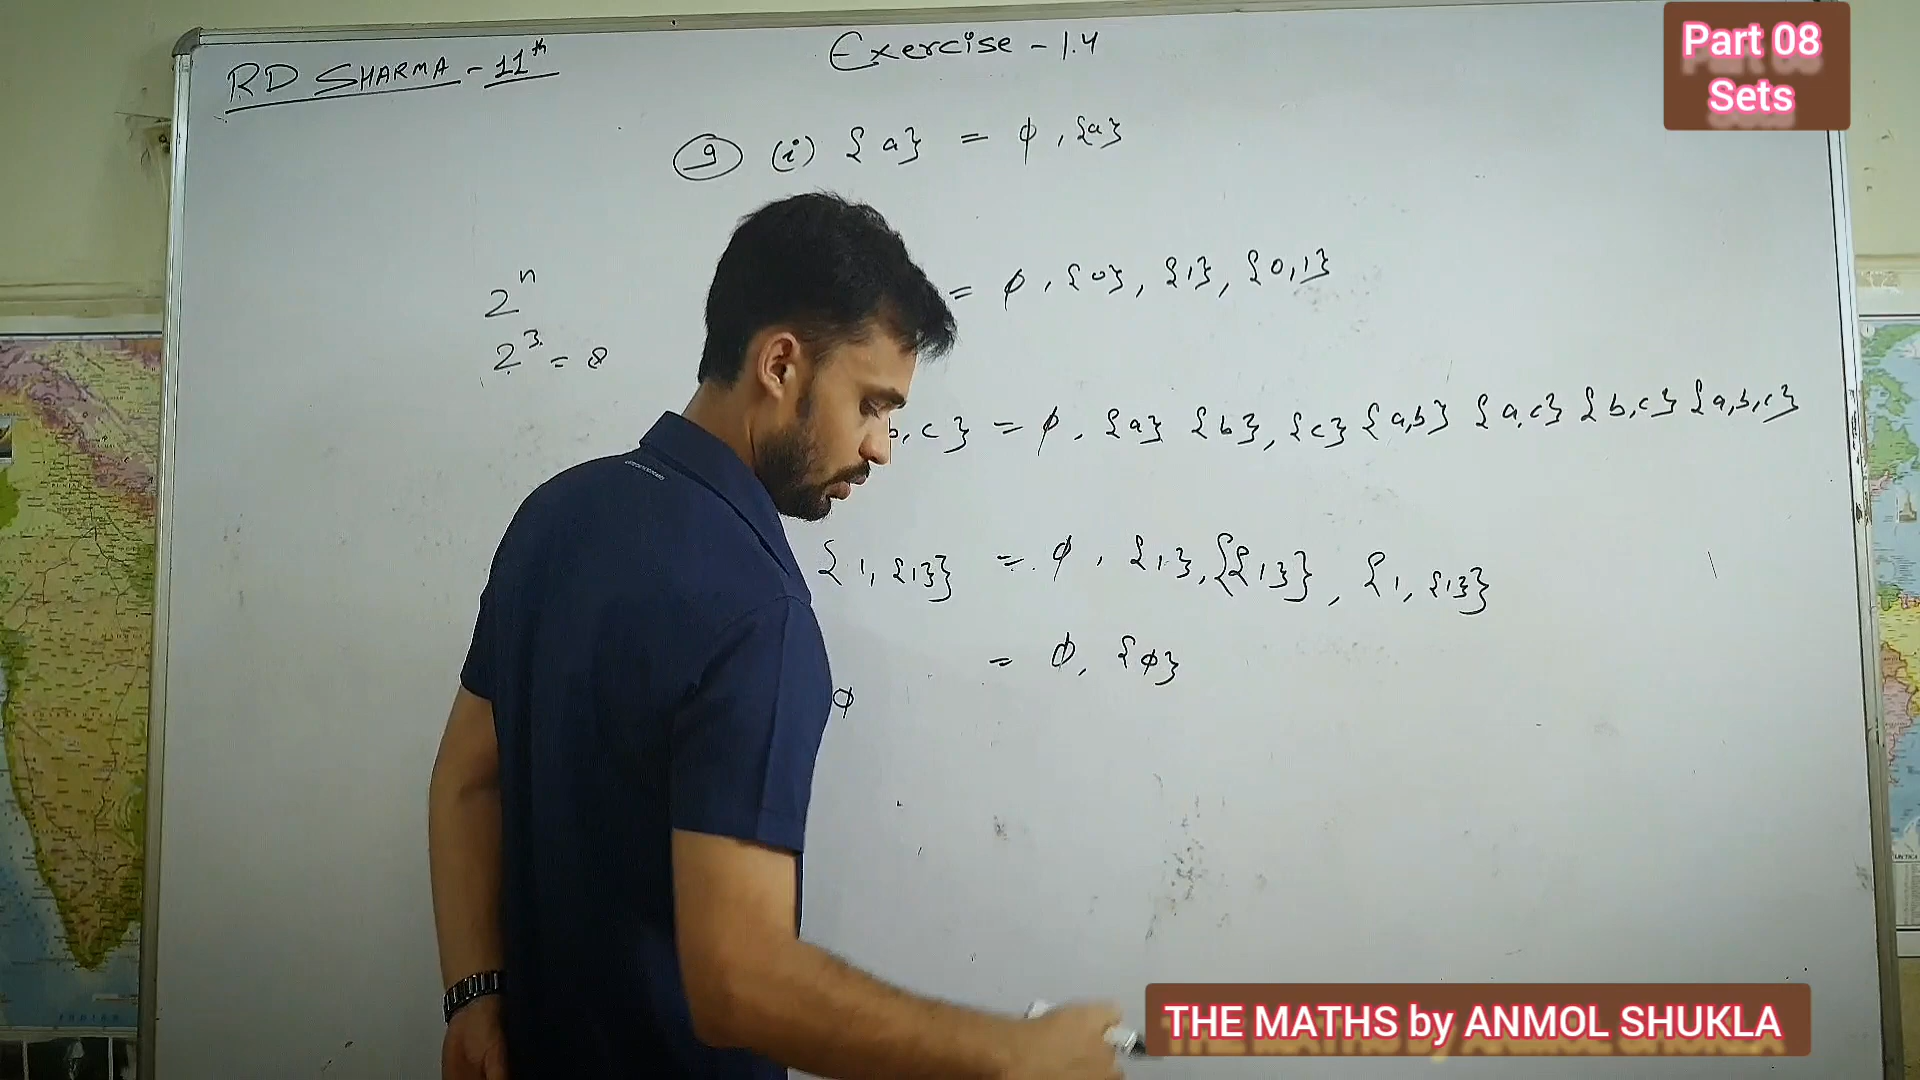 Part 08
Sets
RD SHARMA - 11th
Exercise - 1.4
9 (i) {a} = ϕ, {a}
2^n
= ϕ, {0}, {1}, {0,1}
2^3 = 8
b, c} = ϕ, {a} {b}, {c} {a,b} {a,c} {b,c} {a,b,c}
{1, {1}} = ϕ, {1}, {{1}}, {1, {1}}
= ϕ, {ϕ}
ϕ
THE MATHS by ANMOL SHUKLA